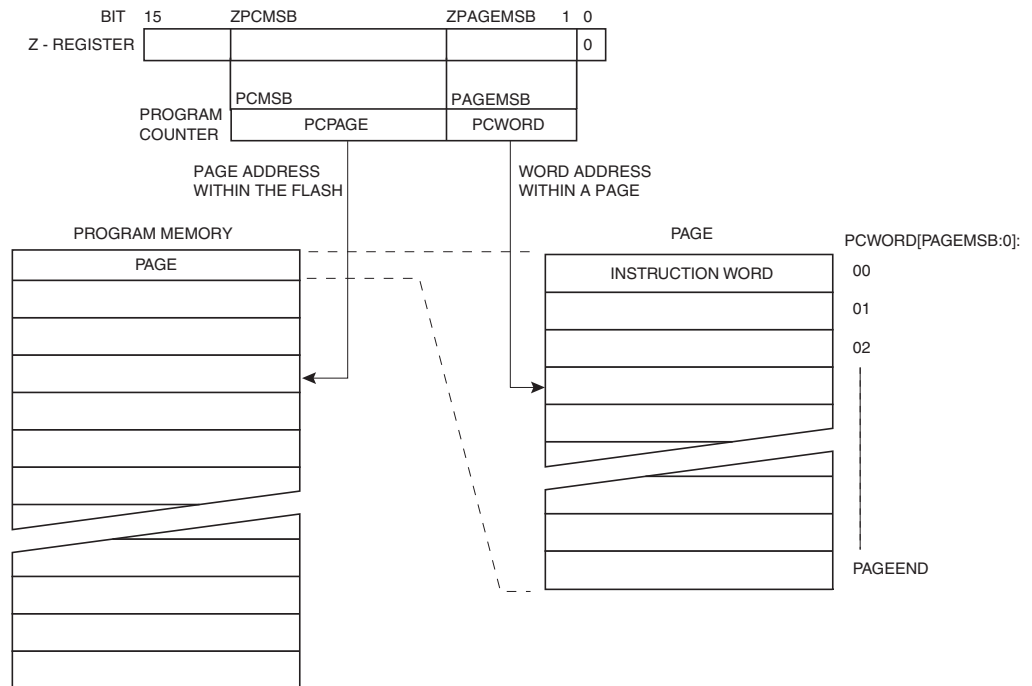 BIT 15 ZPCMSB ZPAGEMSB 1 0
Z - REGISTER 0
PCMSB PAGEMSB
PROGRAM
COUNTER
PCPAGE PCWORD
PAGE ADDRESS
WITHIN THE FLASH
WORD ADDRESS
WITHIN A PAGE
PROGRAM MEMORY
PAGE
PAGE
PCWORD[PAGEMSB:0]:
INSTRUCTION WORD
00
01
02
PAGEEND